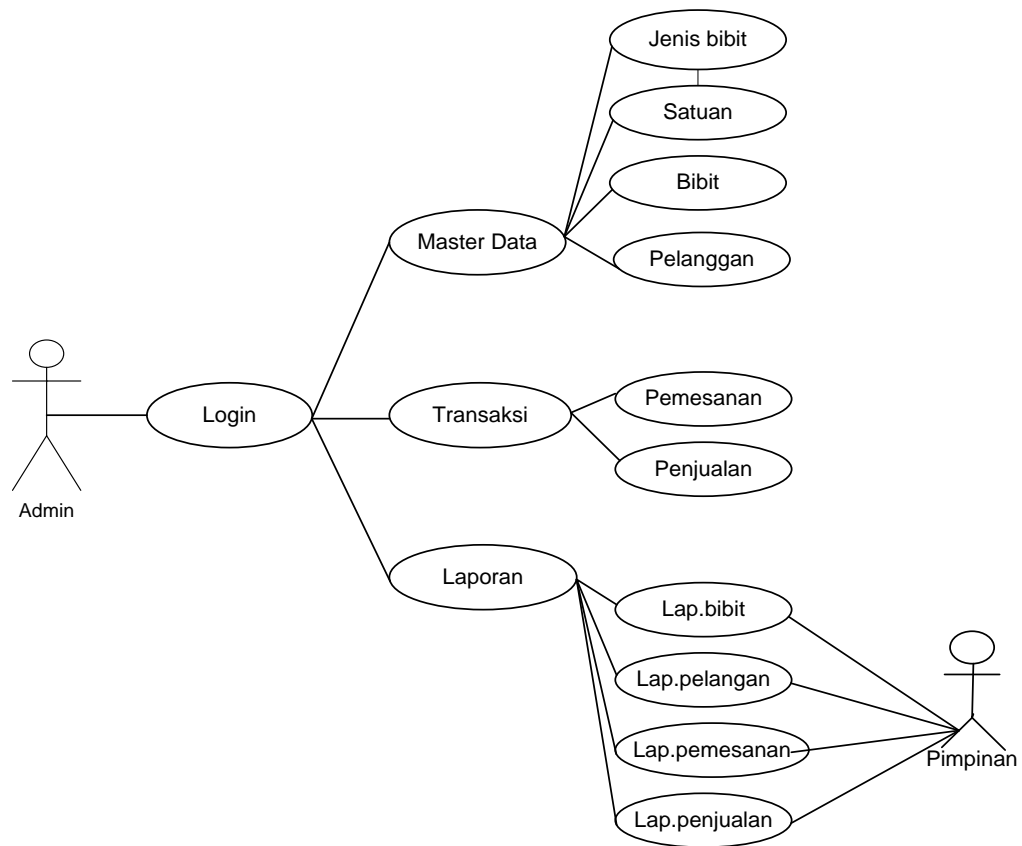 Jenis bibit
Satuan
Bibit
Master Data
Pelanggan
Login
Transaksi
Pemesanan
Penjualan
Admin
Laporan
Lap.bibit
Lap.pelangan
Lap.pemesanan
Pimpinan
Lap.penjualan